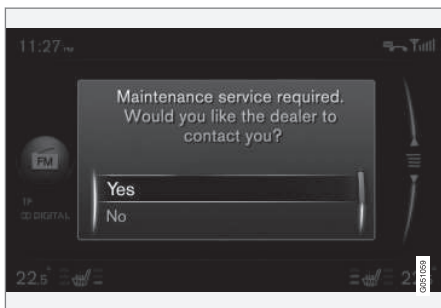 11:27 PM
Maintenance service required.
Would you like the dealer to
contact you?
FM
Yes
No
TP
DIGITAL
22.5°
G051059